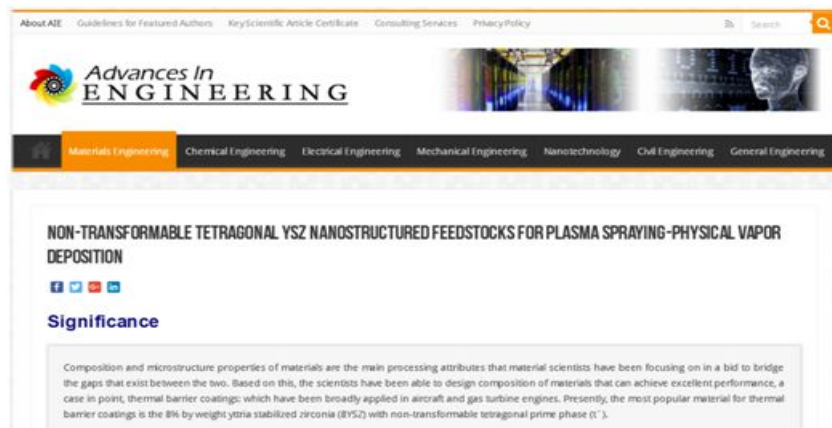 About AIE Guidelines for Featured Authors Key Scientific Article Certificate Consulting Services Privacy Policy Search
Advances In
ENGINEERING
Materials Engineering Chemical Engineering Electrical Engineering Mechanical Engineering Nanotechnology Civil Engineering General Engineering
NON-TRANSFORMABLE TETRAGONAL YSZ NANOSTRUCTURED FEEDSTOCKS FOR PLASMA SPRAYING-PHYSICAL VAPOR
DEPOSITION
Significance
Composition and microstructure properties of materials are the main processing attributes that material scientists have been focusing on in a bid to bridge
the gaps that exist between the two. Based on this, the scientists have been able to design composition of materials that can achieve excellent performance, a
case in point, thermal barrier coatings; which have been broadly applied in aircraft and gas turbine engines. Presently, the most popular material for thermal
barrier coatings is the 8% by weight yttria stabilized zirconia (8YSZ) with non-transformable tetragonal prime phase (t´).